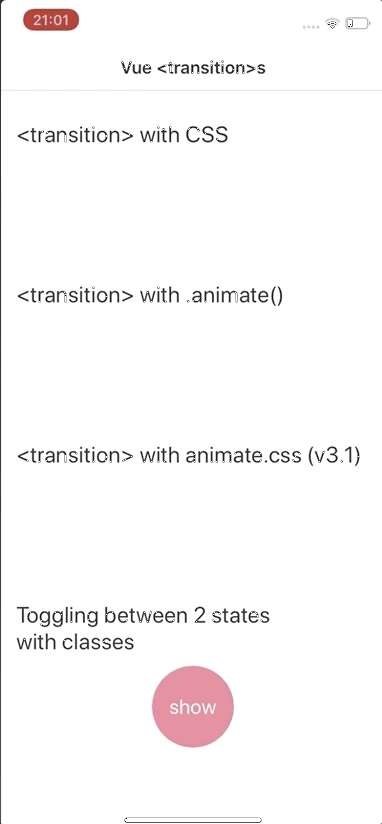 21:01
Vue <transition>s
<transition> with CSS
<transition> with .animate()
<transition> with animate.css (v3.1)
Toggling between 2 states
with classes
show